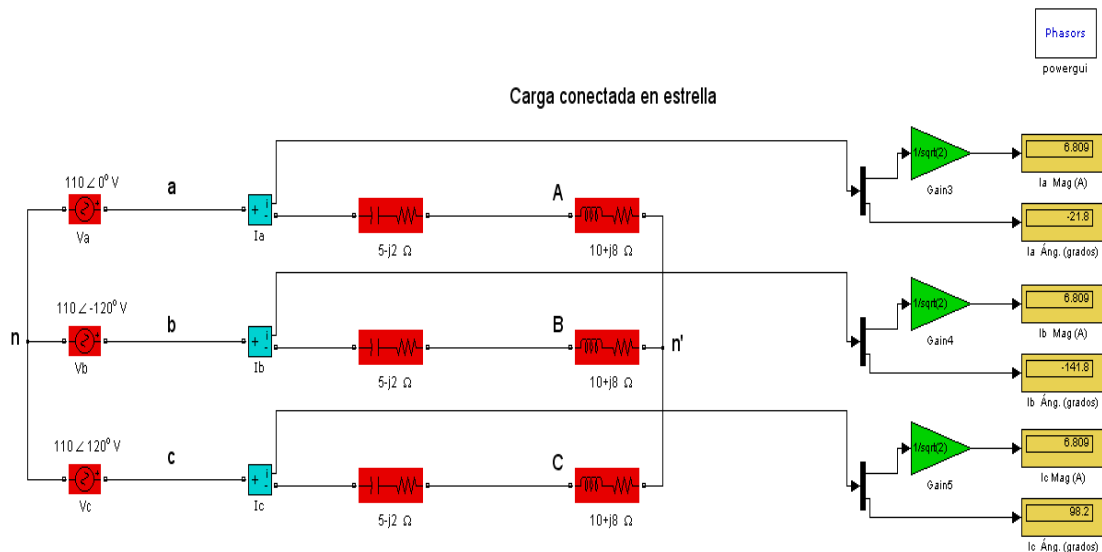 Phasors
powergui
Carga conectada en estrella
1/sqrt(2)
Gain3
6.809
Ia Mag (A)
110∠0º V
a
Va
+
i
-
Ia
5-j2 Ω
A
10+j8 Ω
-21.8
Ia Áng. (grados)
110∠-120º V
b
n
Vb
+
i
-
Ib
5-j2 Ω
B
10+j8 Ω
n'
1/sqrt(2)
Gain4
6.809
Ib Mag (A)
-141.8
Ib Áng. (grados)
110∠120º V
c
Vc
+
i
-
Ic
5-j2 Ω
C
10+j8 Ω
1/sqrt(2)
Gain5
6.809
Ic Mag (A)
98.2
Ic Áng. (grados)